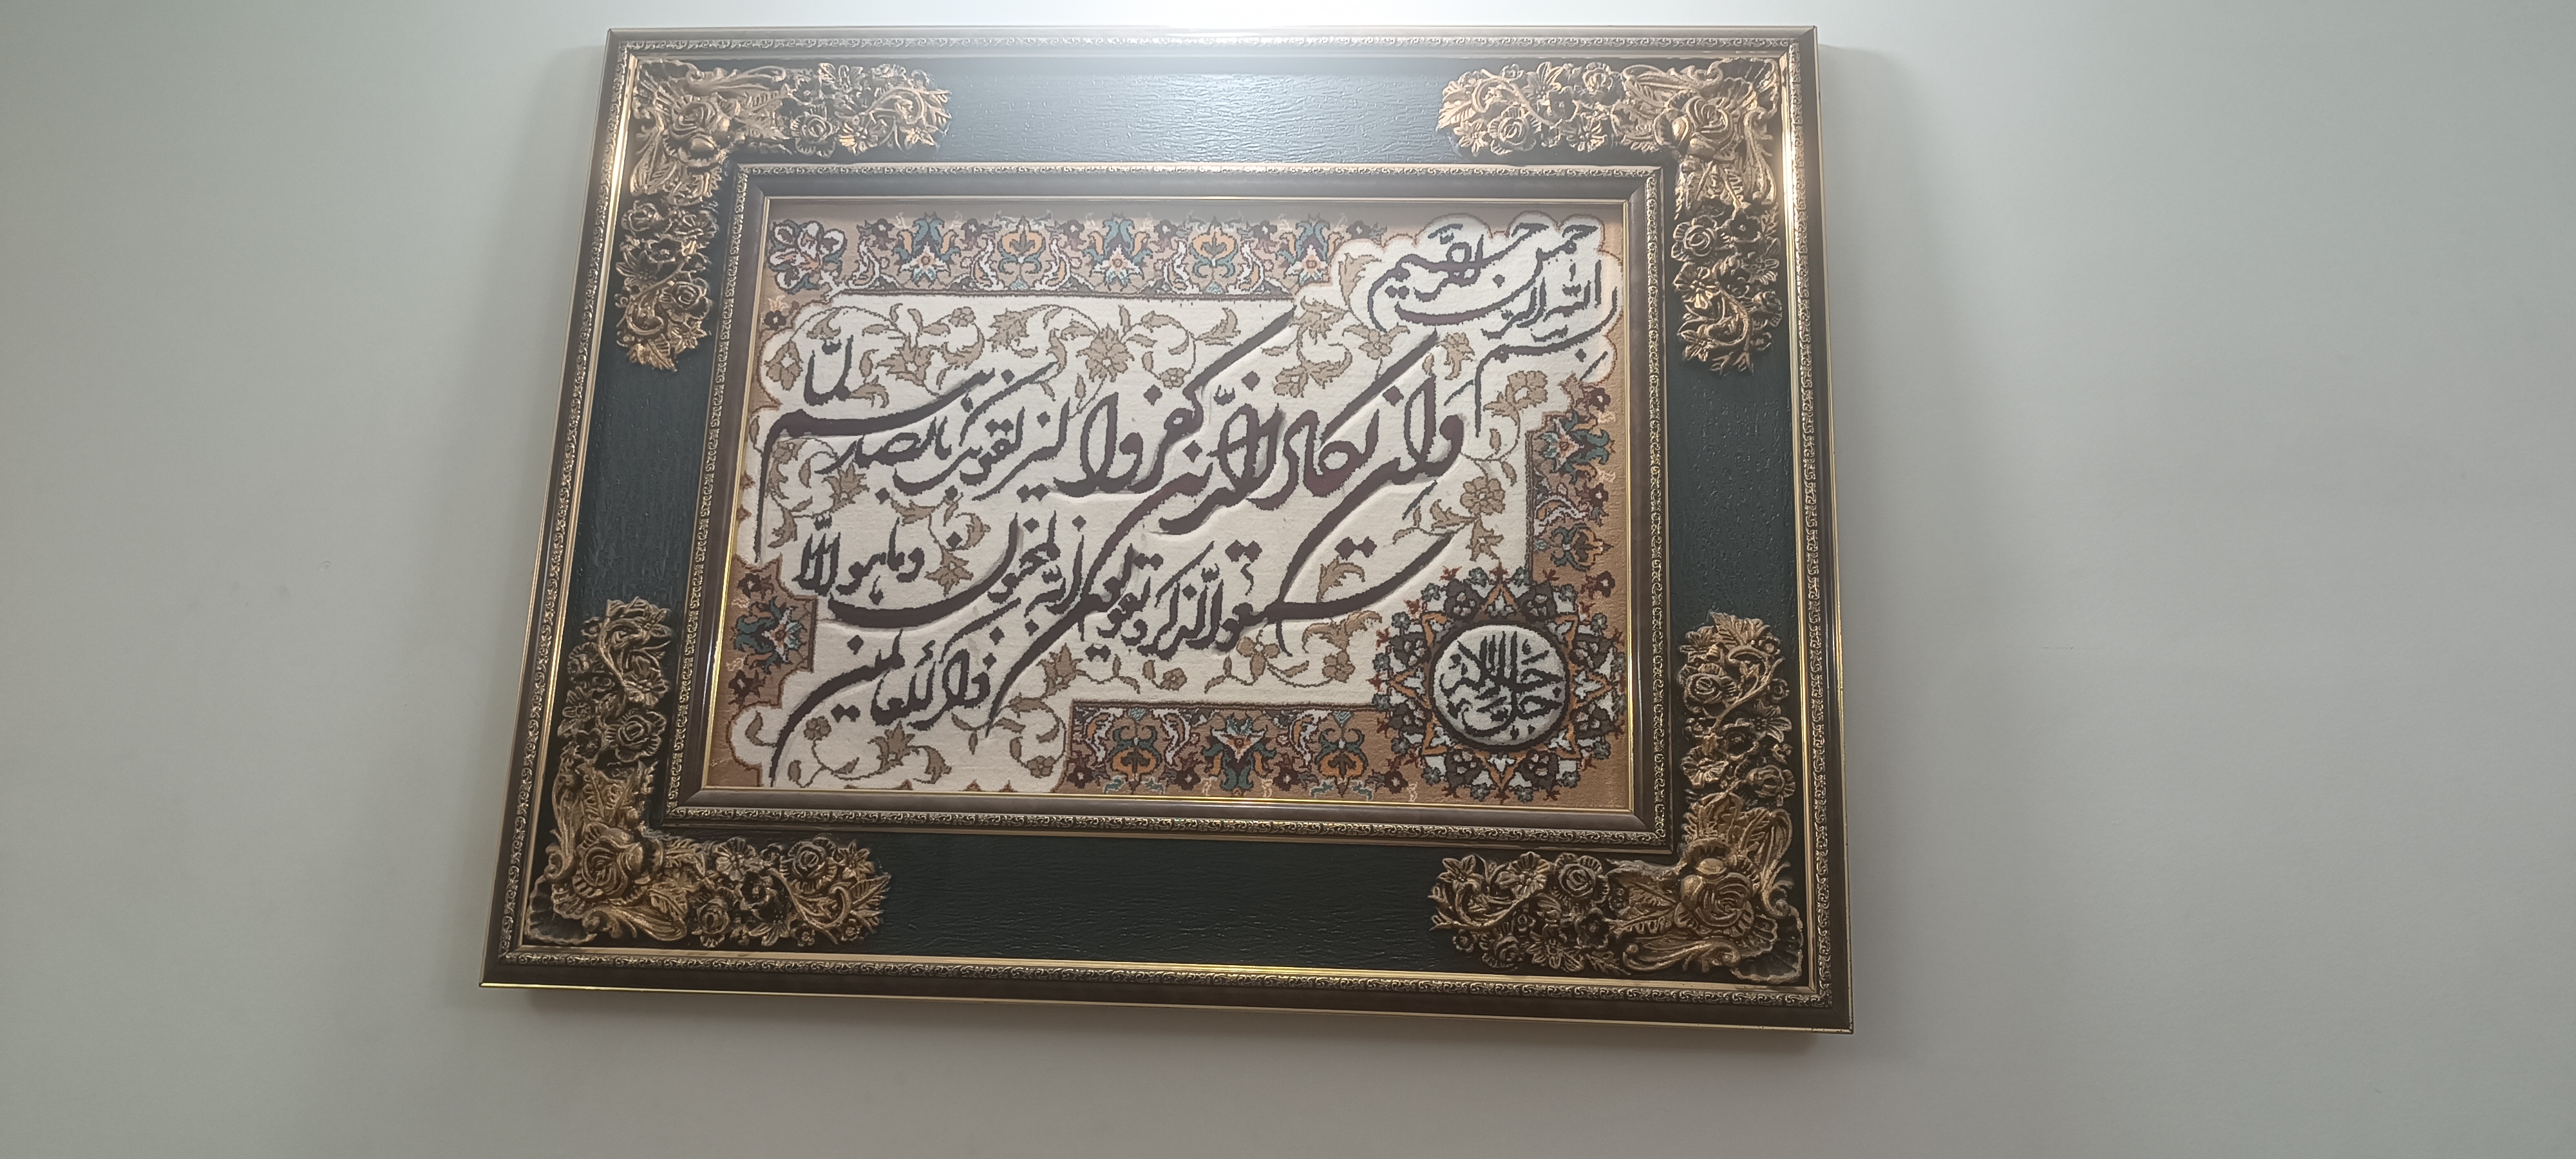 بسم الله الرحمن الرحیم
وان یکاد الذین کفروا لیزلقونک بابصارهم لما
سمعوا الذکر و یقولون انه لمجنون وما هو الا
ذکر للعالمین
جل جلاله